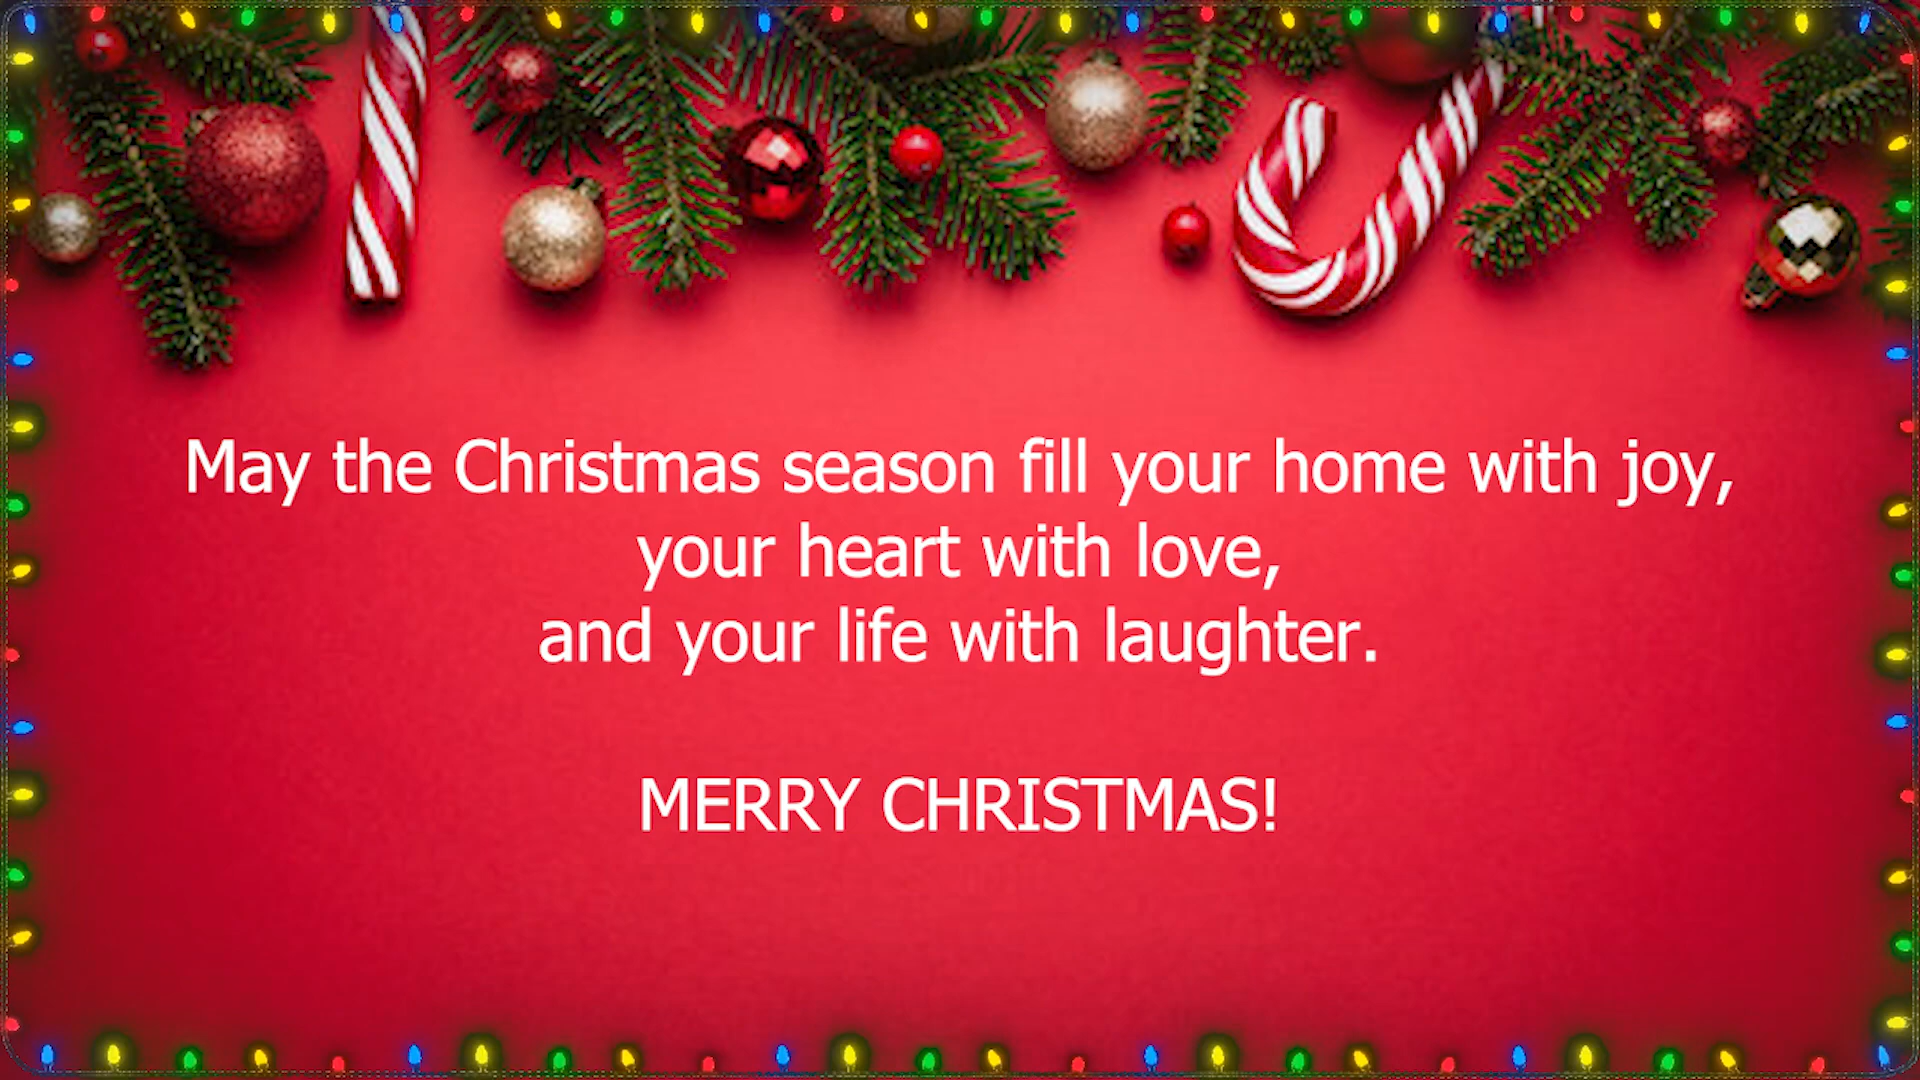 May the Christmas season fill your home with joy,
your heart with love,
and your life with laughter.
MERRY CHRISTMAS!